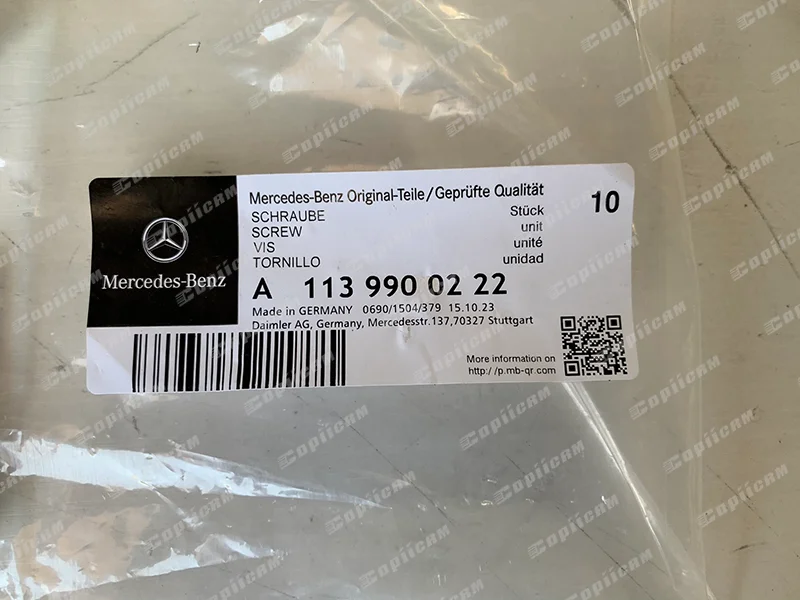 Mercedes-Benz Original-Teile/Geprüfte Qualität
10
SCHRAUBE Stück
SCREW unit
VIS unité
TORNILLO unidad
Mercedes-Benz
A 113 990 02 22
Made in GERMANY 0690/1504/379 15.10.23
Daimler AG, Germany, Mercedesstr.137,70327 Stuttgart
More information on
http://p.mb-qr.com
Copiicam